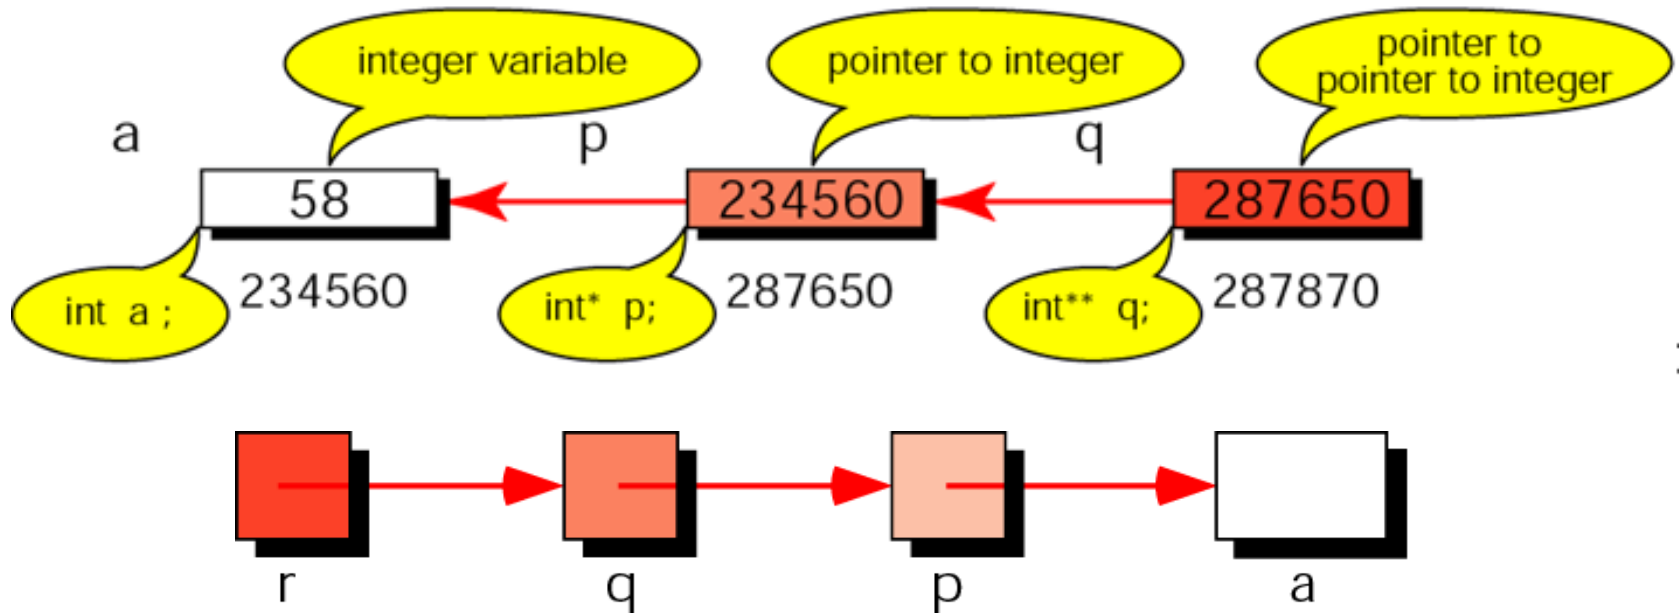 integer variable
pointer to integer
pointer to
pointer to integer
a
p
q
58
234560
287650
int a ;
234560
int* p;
287650
int** q;
287870
r
q
p
a